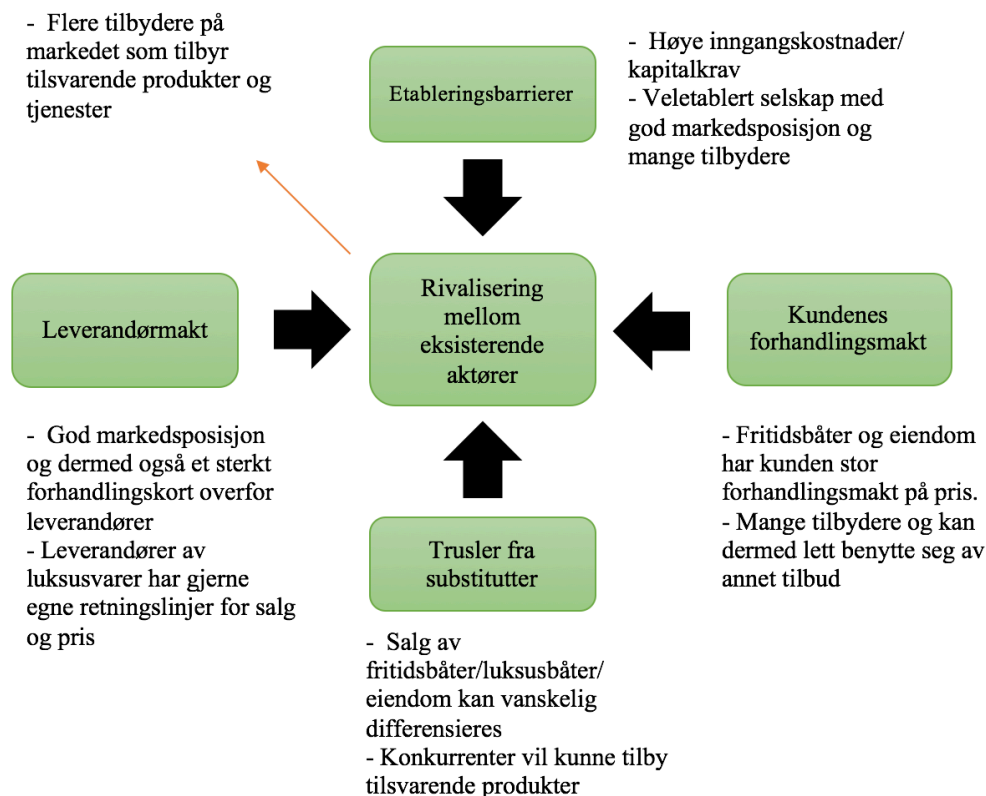 - Flere tilbydere på
markedet som tilbyr
tilsvarende produkter og
tjenester
Etableringsbarrierer
- Høye inngangskostnader/
kapitalkrav
- Veletablert selskap med
god markedsposisjon og
mange tilbydere
Leverandørmakt
Rivalisering
mellom
eksisterende
aktører
Kundenes
forhandlingsmakt
- God markedsposisjon
og dermed også et sterkt
forhandlingskort overfor
leverandører
- Leverandører av
luksusvarer har gjerne
egne retningslinjer for salg
og pris
Trusler fra
substitutter
- Fritidsbåter og eiendom
har kunden stor
forhandlingsmakt på pris.
- Mange tilbydere og kan
dermed lett benytte seg av
annet tilbud
- Salg av
fritidsbåter/luksusbåter/
eiendom kan vanskelig
differensieres
- Konkurrenter vil kunne tilby
tilsvarende produkter